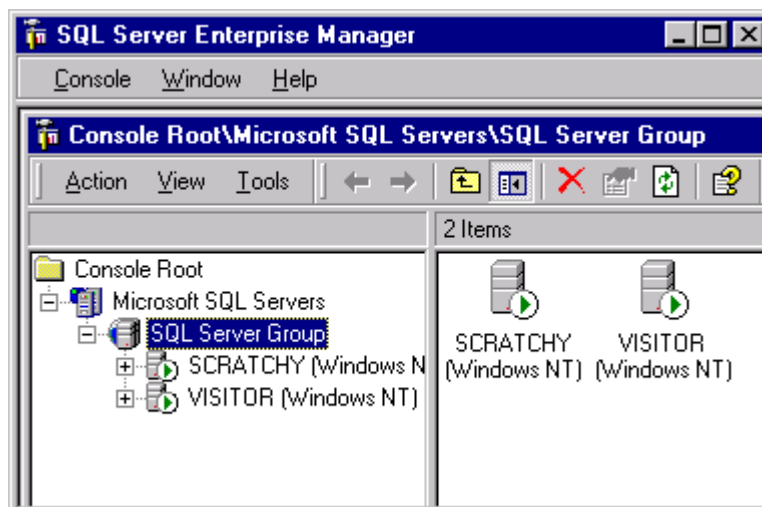 SQL Server Enterprise Manager
Console Window Help
Console Root\Microsoft SQL Servers\SQL Server Group
Action View Tools
2 Items
Console Root
Microsoft SQL Servers
SQL Server Group
SCRATCHY (Windows N
VISITOR (Windows NT)
SCRATCHY
(Windows NT)
VISITOR
(Windows NT)